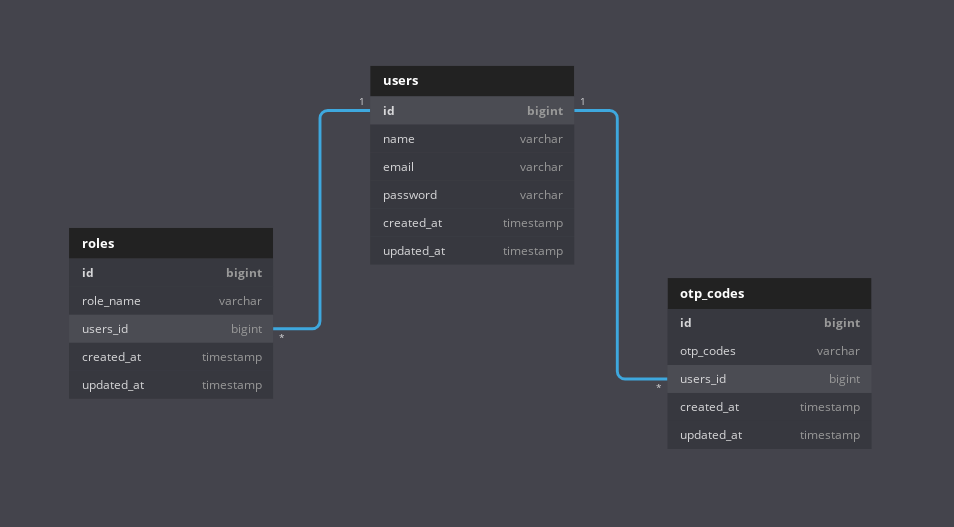 users
1 id bigint 1
name varchar
email varchar
password varchar
created_at timestamp
updated_at timestamp
roles
id bigint
role_name varchar
users_id bigint *
created_at timestamp
updated_at timestamp
otp_codes
id bigint
otp_codes varchar
* users_id bigint
created_at timestamp
updated_at timestamp